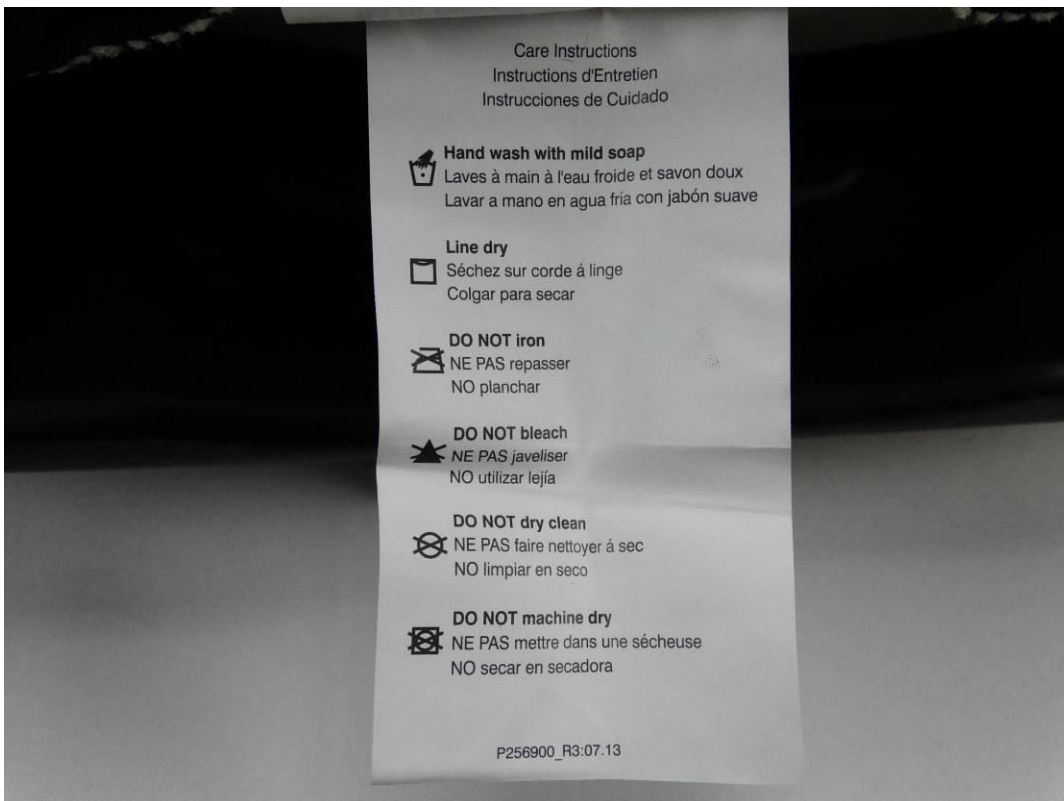 Care Instructions
Instructions d'Entretien
Instrucciones de Cuidado
Hand wash with mild soap
Laves à main à l'eau froide et savon doux
Lavar a mano en agua fría con jabón suave
Line dry
Séchez sur corde á linge
Colgar para secar
DO NOT iron
NE PAS repasser
NO planchar
DO NOT bleach
NE PAS javeliser
NO utilizar lejía
DO NOT dry clean
NE PAS faire nettoyer á sec
NO limpiar en seco
DO NOT machine dry
NE PAS mettre dans une sécheuse
NO secar en secadora
P256900_R3:07.13